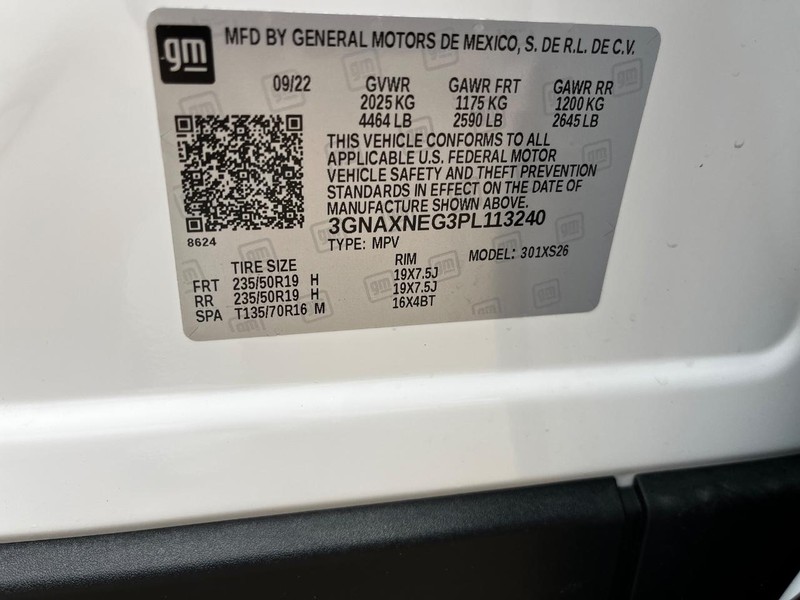 gm
MFD BY GENERAL MOTORS DE MEXICO, S. DE R.L. DE C.V.
09/22 GVWR GAWR FRT GAWR RR
2025 KG 1175 KG 1200 KG
4464 LB 2590 LB 2645 LB
THIS VEHICLE CONFORMS TO ALL
APPLICABLE U.S. FEDERAL MOTOR
VEHICLE SAFETY AND THEFT PREVENTION
STANDARDS IN EFFECT ON THE DATE OF
MANUFACTURE SHOWN ABOVE.
3GNAXNEG3PL113240
8624
TYPE: MPV MODEL: 301XS26
TIRE SIZE RIM
FRT 235/50R19 H 19X7.5J
RR 235/50R19 H 19X7.5J
SPA T135/70R16 M 16X4BT